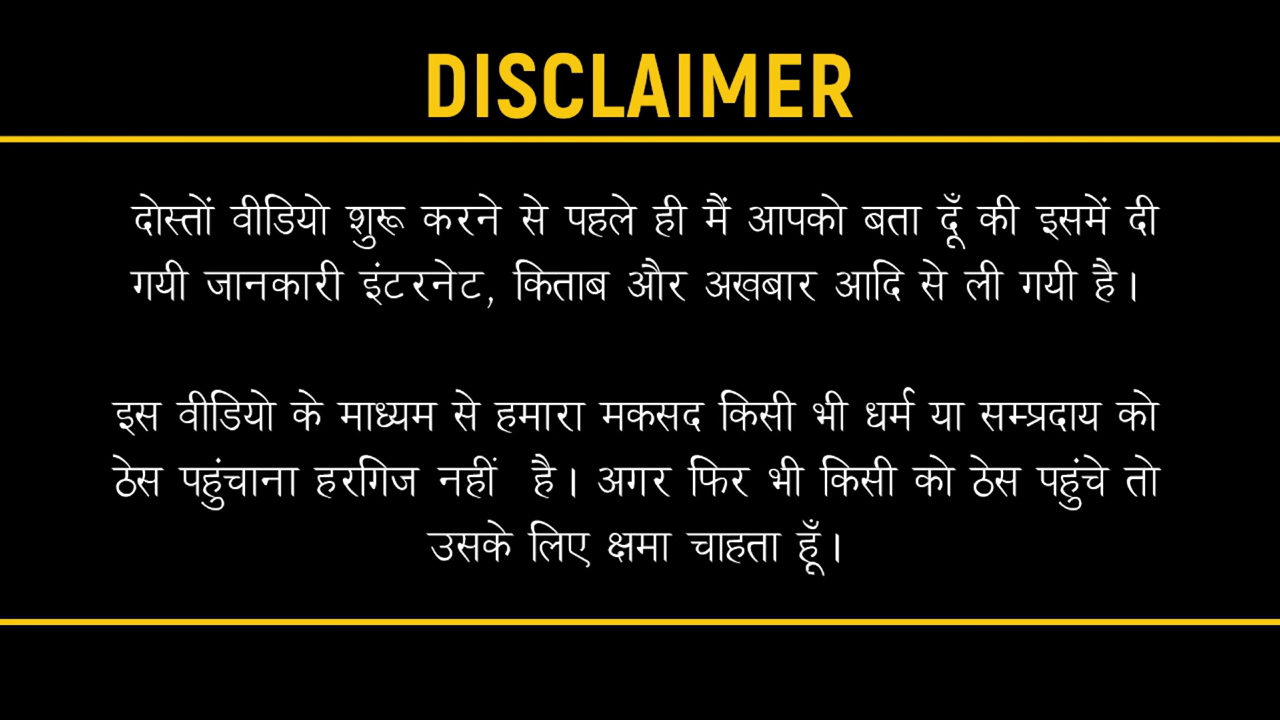 DISCLAIMER
दोस्तों वीडियो शुरू करने से पहले ही मैं आपको बता दूँ की इसमें दी
गयी जानकारी इंटरनेट, किताब और अखबार आदि से ली गयी है।
इस वीडियो के माध्यम से हमारा मकसद किसी भी धर्म या सम्प्रदाय को
ठेस पहुंचाना हरगिज नहीं है। अगर फिर भी किसी को ठेस पहुंचे तो
उसके लिए क्षमा चाहता हूँ।